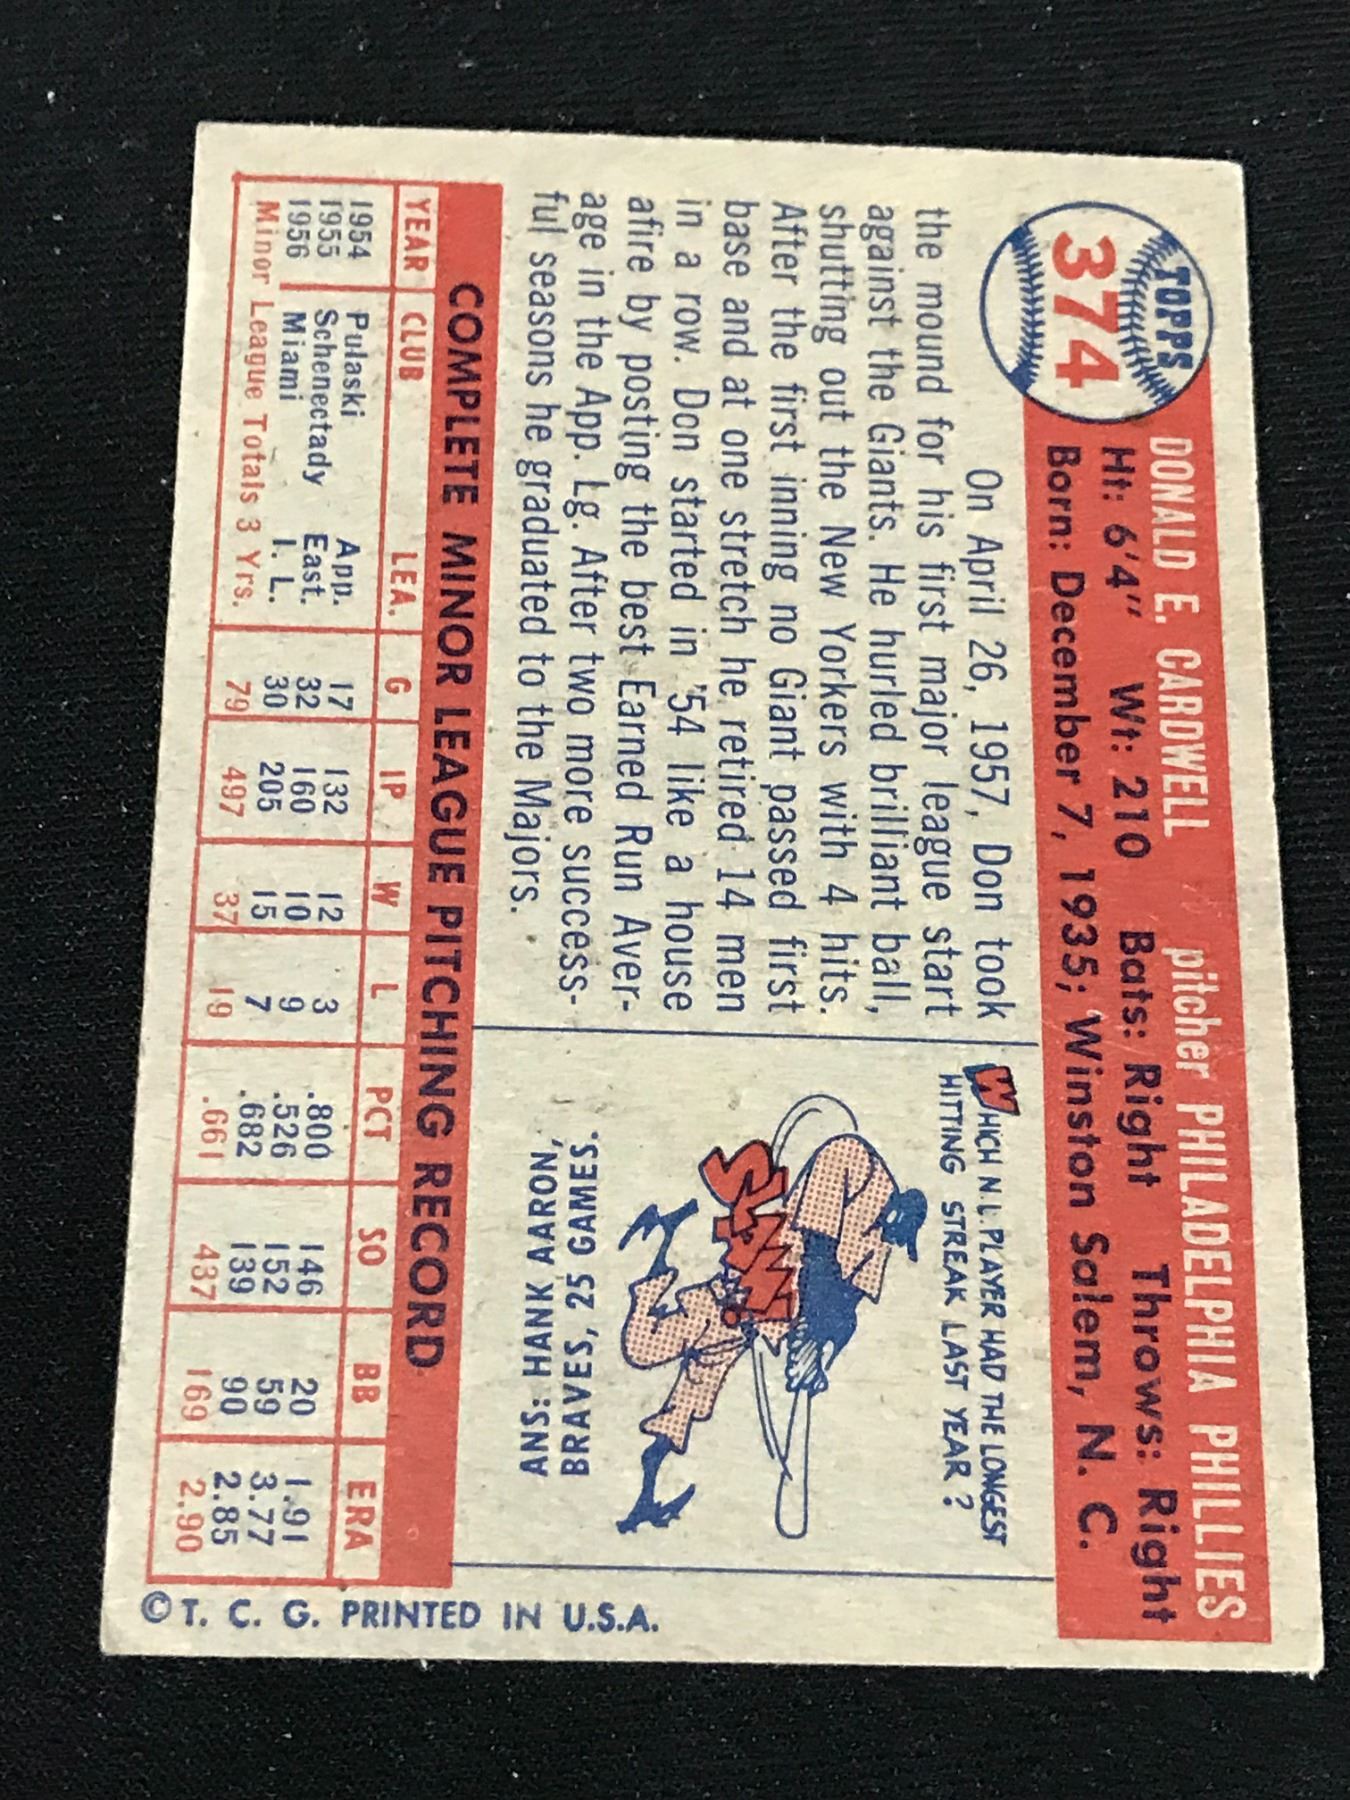 TOPPS
374
DONALD E. CARDWELL pitcher PHILADELPHIA PHILLIES
Ht: 6'4" Wt: 210 Bats: Right Throws: Right
Born: December 7, 1935; Winston Salem, N. C.
On April 26, 1957, Don took
the mound for his first major league start
against the Giants. He hurled brilliant ball,
shutting out the New Yorkers with 4 hits.
After the first inning no Giant passed first
base and at one stretch he retired 14 men
in a row. Don started in '54 like a house
afire by posting the best Earned Run Aver-
age in the App. Lg. After two more success-
ful seasons he graduated to the Majors.
WHICH N.L. PLAYER HAD THE LONGEST
HITTING STREAK LAST YEAR?
SLAM!
ANS: HANK AARON,
BRAVES, 25 GAMES.
COMPLETE MINOR LEAGUE PITCHING RECORD
YEAR CLUB LEA. G IP W L PCT SO BB ERA
1954 Pulaski App. 17 132 12 3 .800 146 20 1.91
1955 Schenectady East. 32 160 10 9 .526 152 59 3.77
1956 Miami I. L. 30 205 15 7 .682 139 90 2.85
Minor League Totals 3 Yrs. 79 497 37 19 .661 437 169 2.90
© T. C. G. PRINTED IN U.S.A.